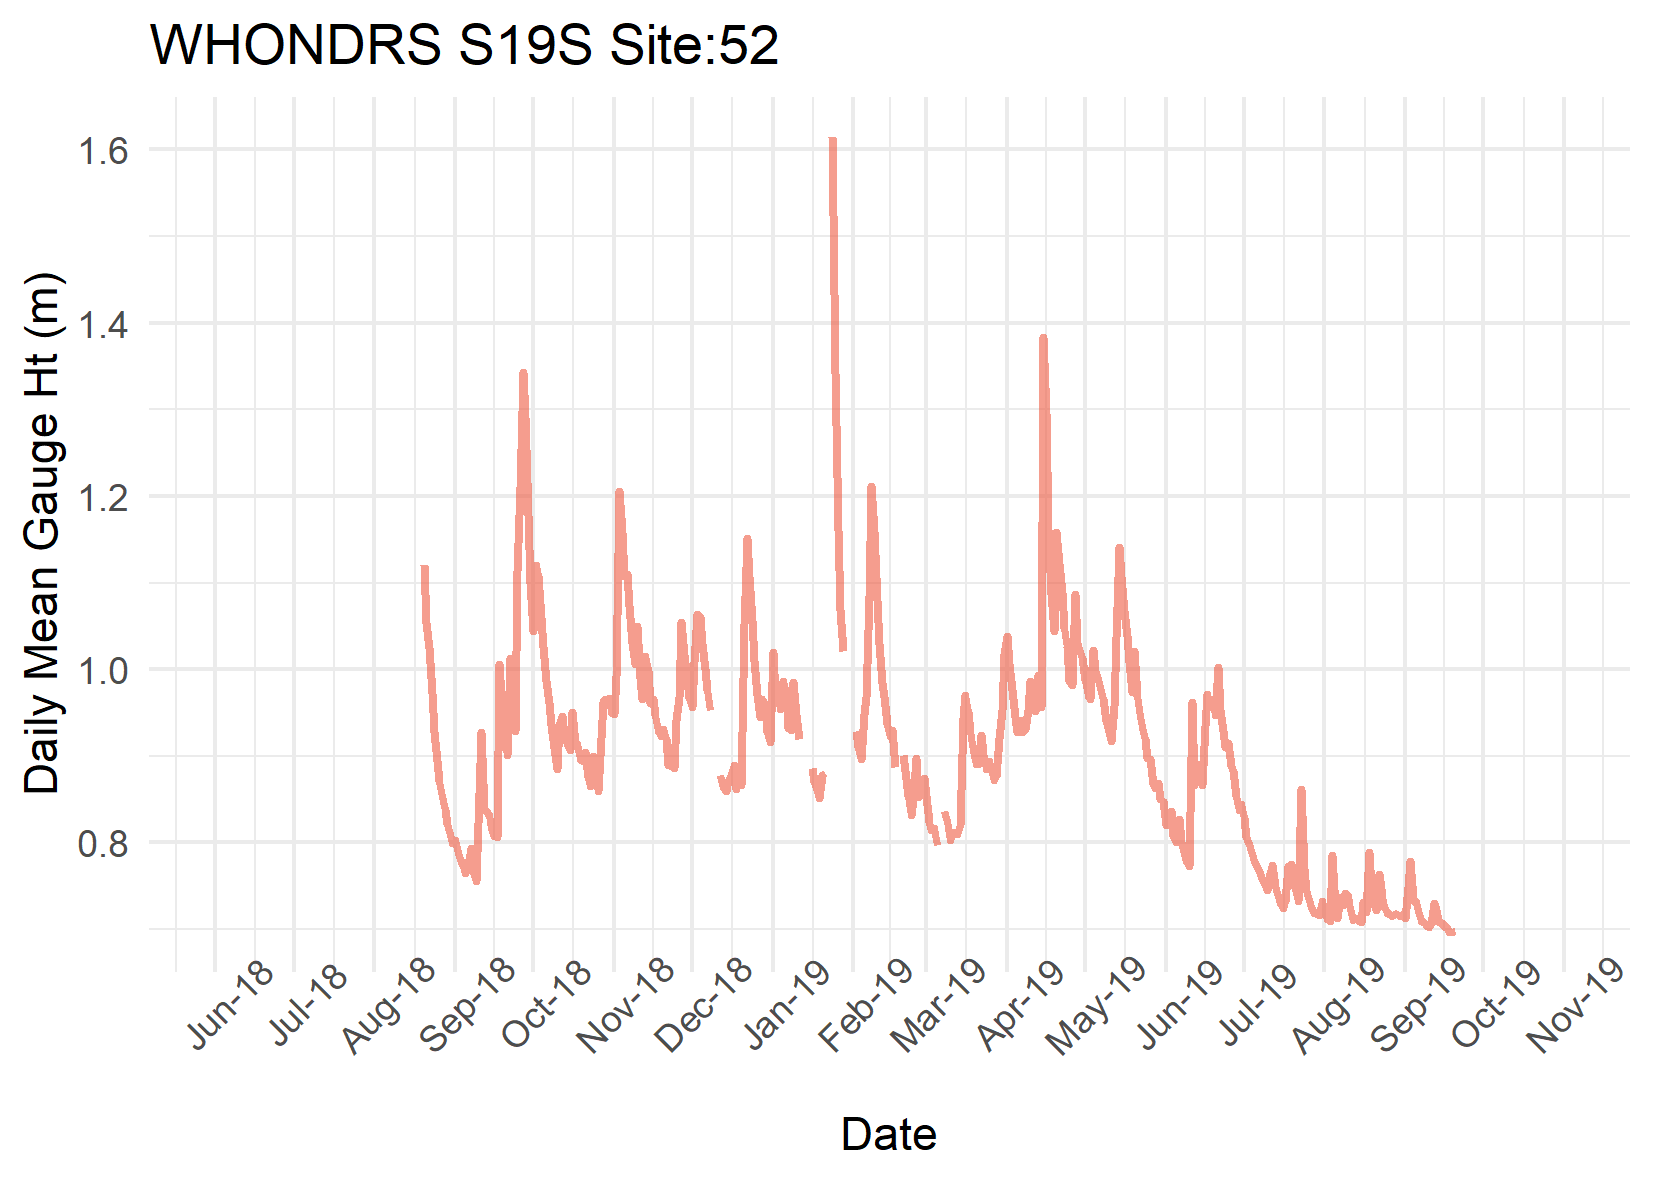 WHONDRS S19S Site:52
Daily Mean Gauge Ht (m)
1.6
1.4
1.2
1.0
0.8
Jun-18
Jul-18
Aug-18
Sep-18
Oct-18
Nov-18
Dec-18
Jan-19
Feb-19
Mar-19
Apr-19
May-19
Jun-19
Jul-19
Aug-19
Sep-19
Oct-19
Nov-19
Date